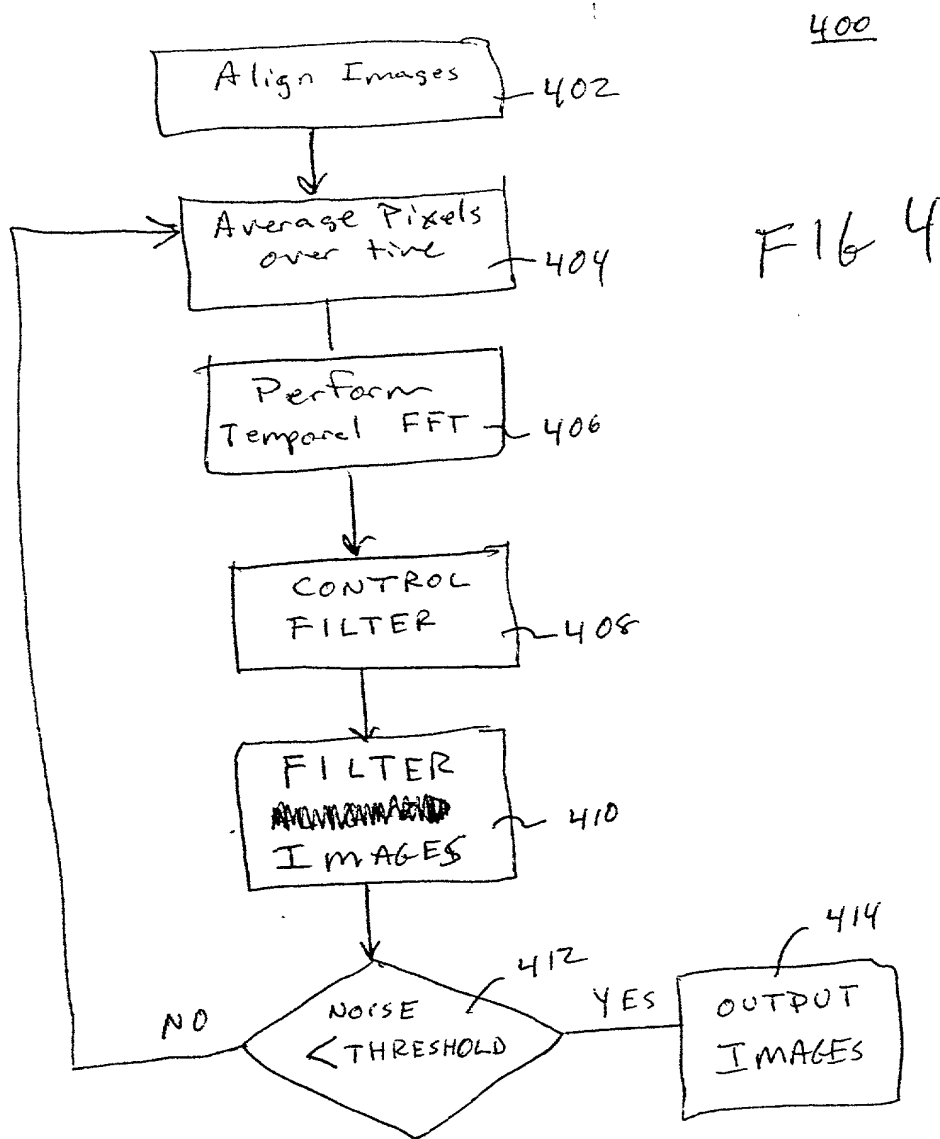 400
Align Images
402
Average Pixels
over time
404
FIG 4
Perform
Temporal FFT
406
CONTROL
FILTER
408
FILTER
IMAGES
410
412
NOISE
< THRESHOLD
NO
YES
414
OUTPUT
IMAGES